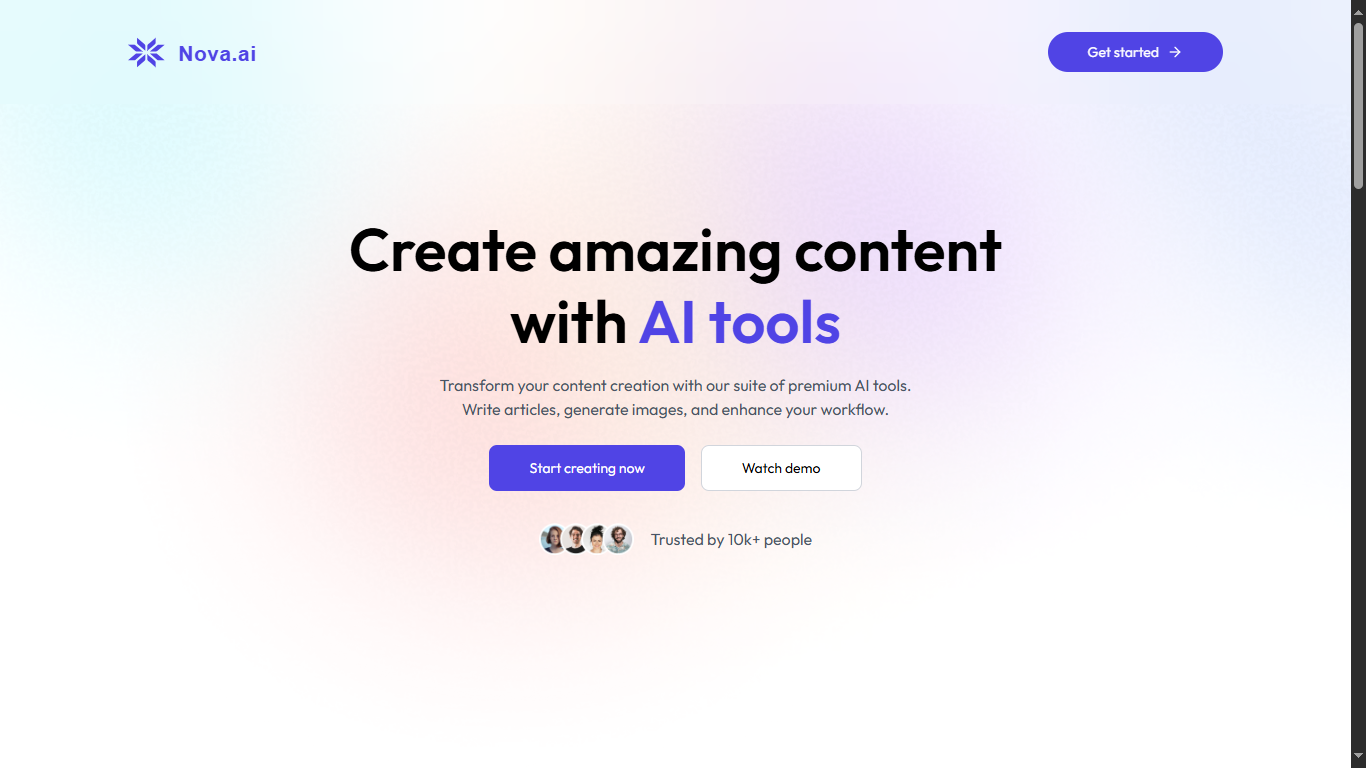 Nova.ai
Get started
Create amazing content
with AI tools
Transform your content creation with our suite of premium AI tools.
Write articles, generate images, and enhance your workflow.
Start creating now
Watch demo
Trusted by 10k+ people